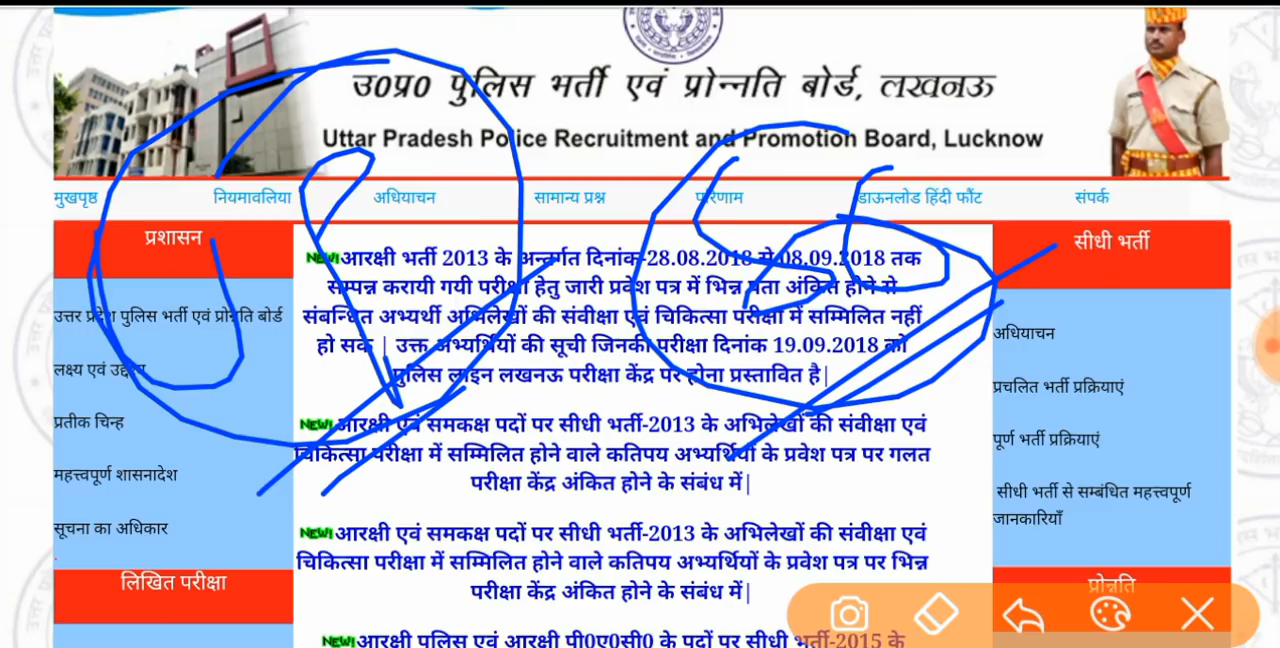 उ०प्र० पुलिस भर्ती एवं प्रोन्नति बोर्ड, लखनऊ
Uttar Pradesh Police Recruitment and Promotion Board, Lucknow
मुखपृष्ठ नियमावलिया अधियाचन सामान्य प्रश्न परिणाम डाऊनलोड हिंदी फौंट संपर्क
प्रशासन
उत्तर प्रदेश पुलिस भर्ती एवं प्रोन्नति बोर्ड
लक्ष्य एवं उद्देश्य
प्रतीक चिन्ह
महत्त्वपूर्ण शासनादेश
सूचना का अधिकार
लिखित परीक्षा
NEW! आरक्षी भर्ती 2013 के अन्तर्गत दिनांक-28.08.2018 से 08.09.2018 तक
सम्पन्न करायी गयी परीक्षा हेतु जारी प्रवेश पत्र में भिन्न पता अंकित होने से
संबन्धित अभ्यर्थी अभिलेखों की संवीक्षा एवं चिकित्सा परीक्षा में सम्मिलित नहीं
हो सके | उक्त अभ्यर्थियों की सूची जिनकी परीक्षा दिनांक 19.09.2018 को
पुलिस लाइन लखनऊ परीक्षा केंद्र पर होना प्रस्तावित है|
NEW! आरक्षी एवं समकक्ष पदों पर सीधी भर्ती-2013 के अभिलेखों की संवीक्षा एवं
चिकित्सा परीक्षा में सम्मिलित होने वाले कतिपय अभ्यर्थियों के प्रवेश पत्र पर गलत
परीक्षा केंद्र अंकित होने के संबंध में|
NEW! आरक्षी एवं समकक्ष पदों पर सीधी भर्ती-2013 के अभिलेखों की संवीक्षा एवं
चिकित्सा परीक्षा में सम्मिलित होने वाले कतिपय अभ्यर्थियों के प्रवेश पत्र पर भिन्न
परीक्षा केंद्र अंकित होने के संबंध में|
NEW! आरक्षी पुलिस एवं आरक्षी पी0ए0सी0 के पदों पर सीधी भर्ती-2015 के
सीधी भर्ती
अधियाचन
प्रचलित भर्ती प्रक्रियाएं
पूर्ण भर्ती प्रक्रियाएं
सीधी भर्ती से सम्बंधित महत्त्वपूर्ण
जानकारियाँ
प्रोन्नति
UP
SI